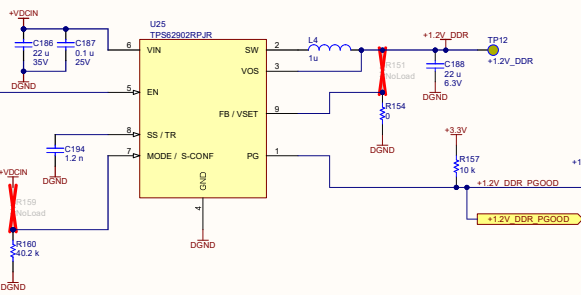 +VDCIN
C186
22 u
35V
C187
0.1 u
25V
DGND
U25
TPS62902RPJR
6
VIN
5
EN
8
SS / TR
7
MODE / S-CONF
SW
2
VOS
3
FB / VSET
9
PG
1
GND
4
DGND
L4
1u
R151
NoLoad
R154
0
DGND
+1.2V_DDR
C188
22 u
6.3V
DGND
TP12
+1.2V_DDR
C194
1.2 n
DGND
+VDCIN
R159
NoLoad
R160
40.2 k
DGND
+3.3V
R157
10 k
+1.2V_DDR_PGOOD
+1.2V_DDR_PGOOD